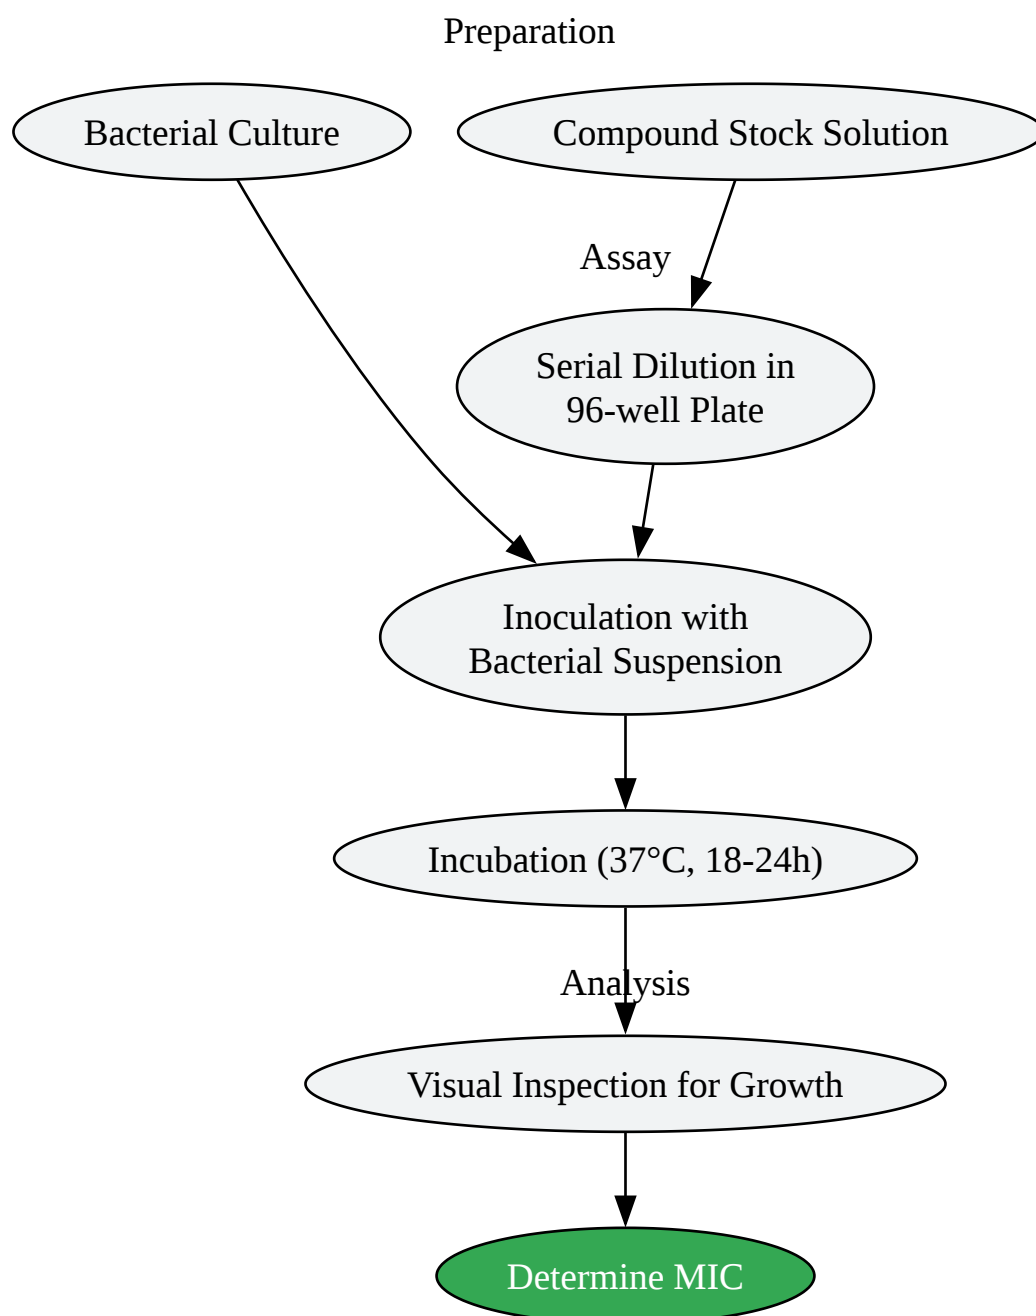 Preparation
Bacterial Culture
Compound Stock Solution
Assay
Serial Dilution in
96-well Plate
Inoculation with
Bacterial Suspension
Incubation (37°C, 18-24h)
Analysis
Visual Inspection for Growth
Determine MIC